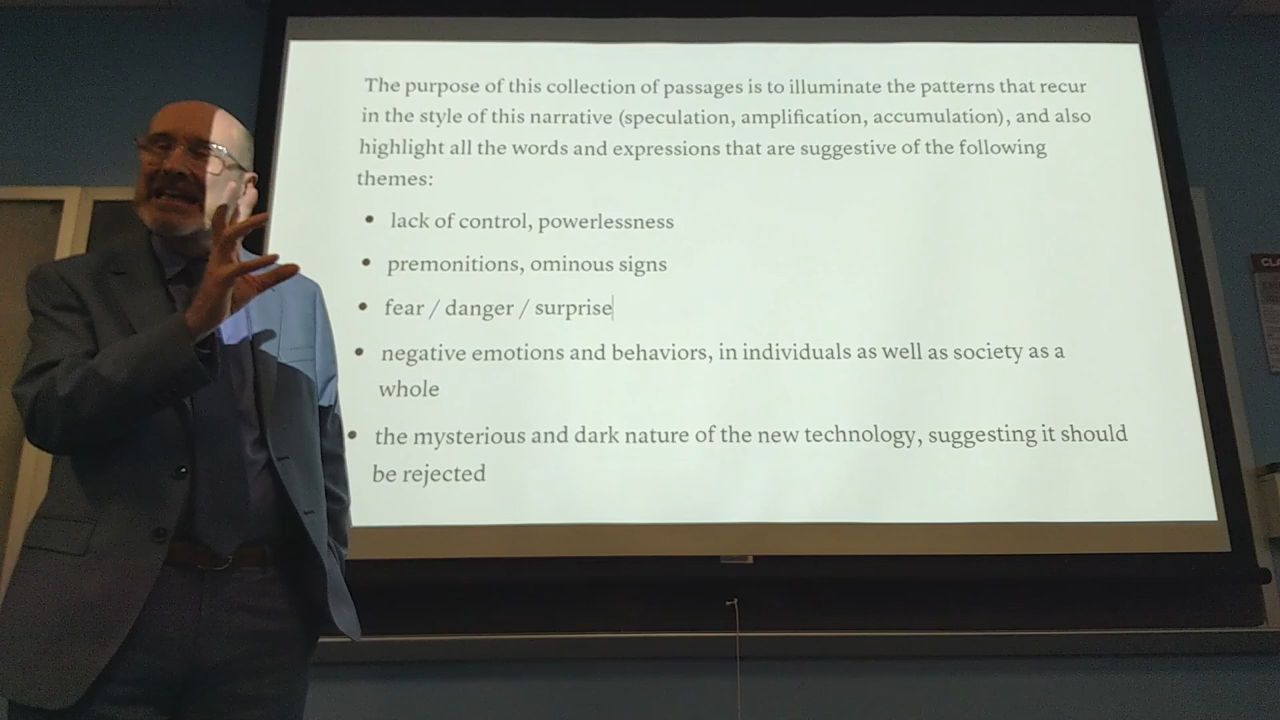 The purpose of this collection of passages is to illuminate the patterns that recur
in the style of this narrative (speculation, amplification, accumulation), and also
highlight all the words and expressions that are suggestive of the following
themes:
• lack of control, powerlessness
• premonitions, ominous signs
• fear / danger / surprise
• negative emotions and behaviors, in individuals as well as society as a
whole
• the mysterious and dark nature of the new technology, suggesting it should
be rejected